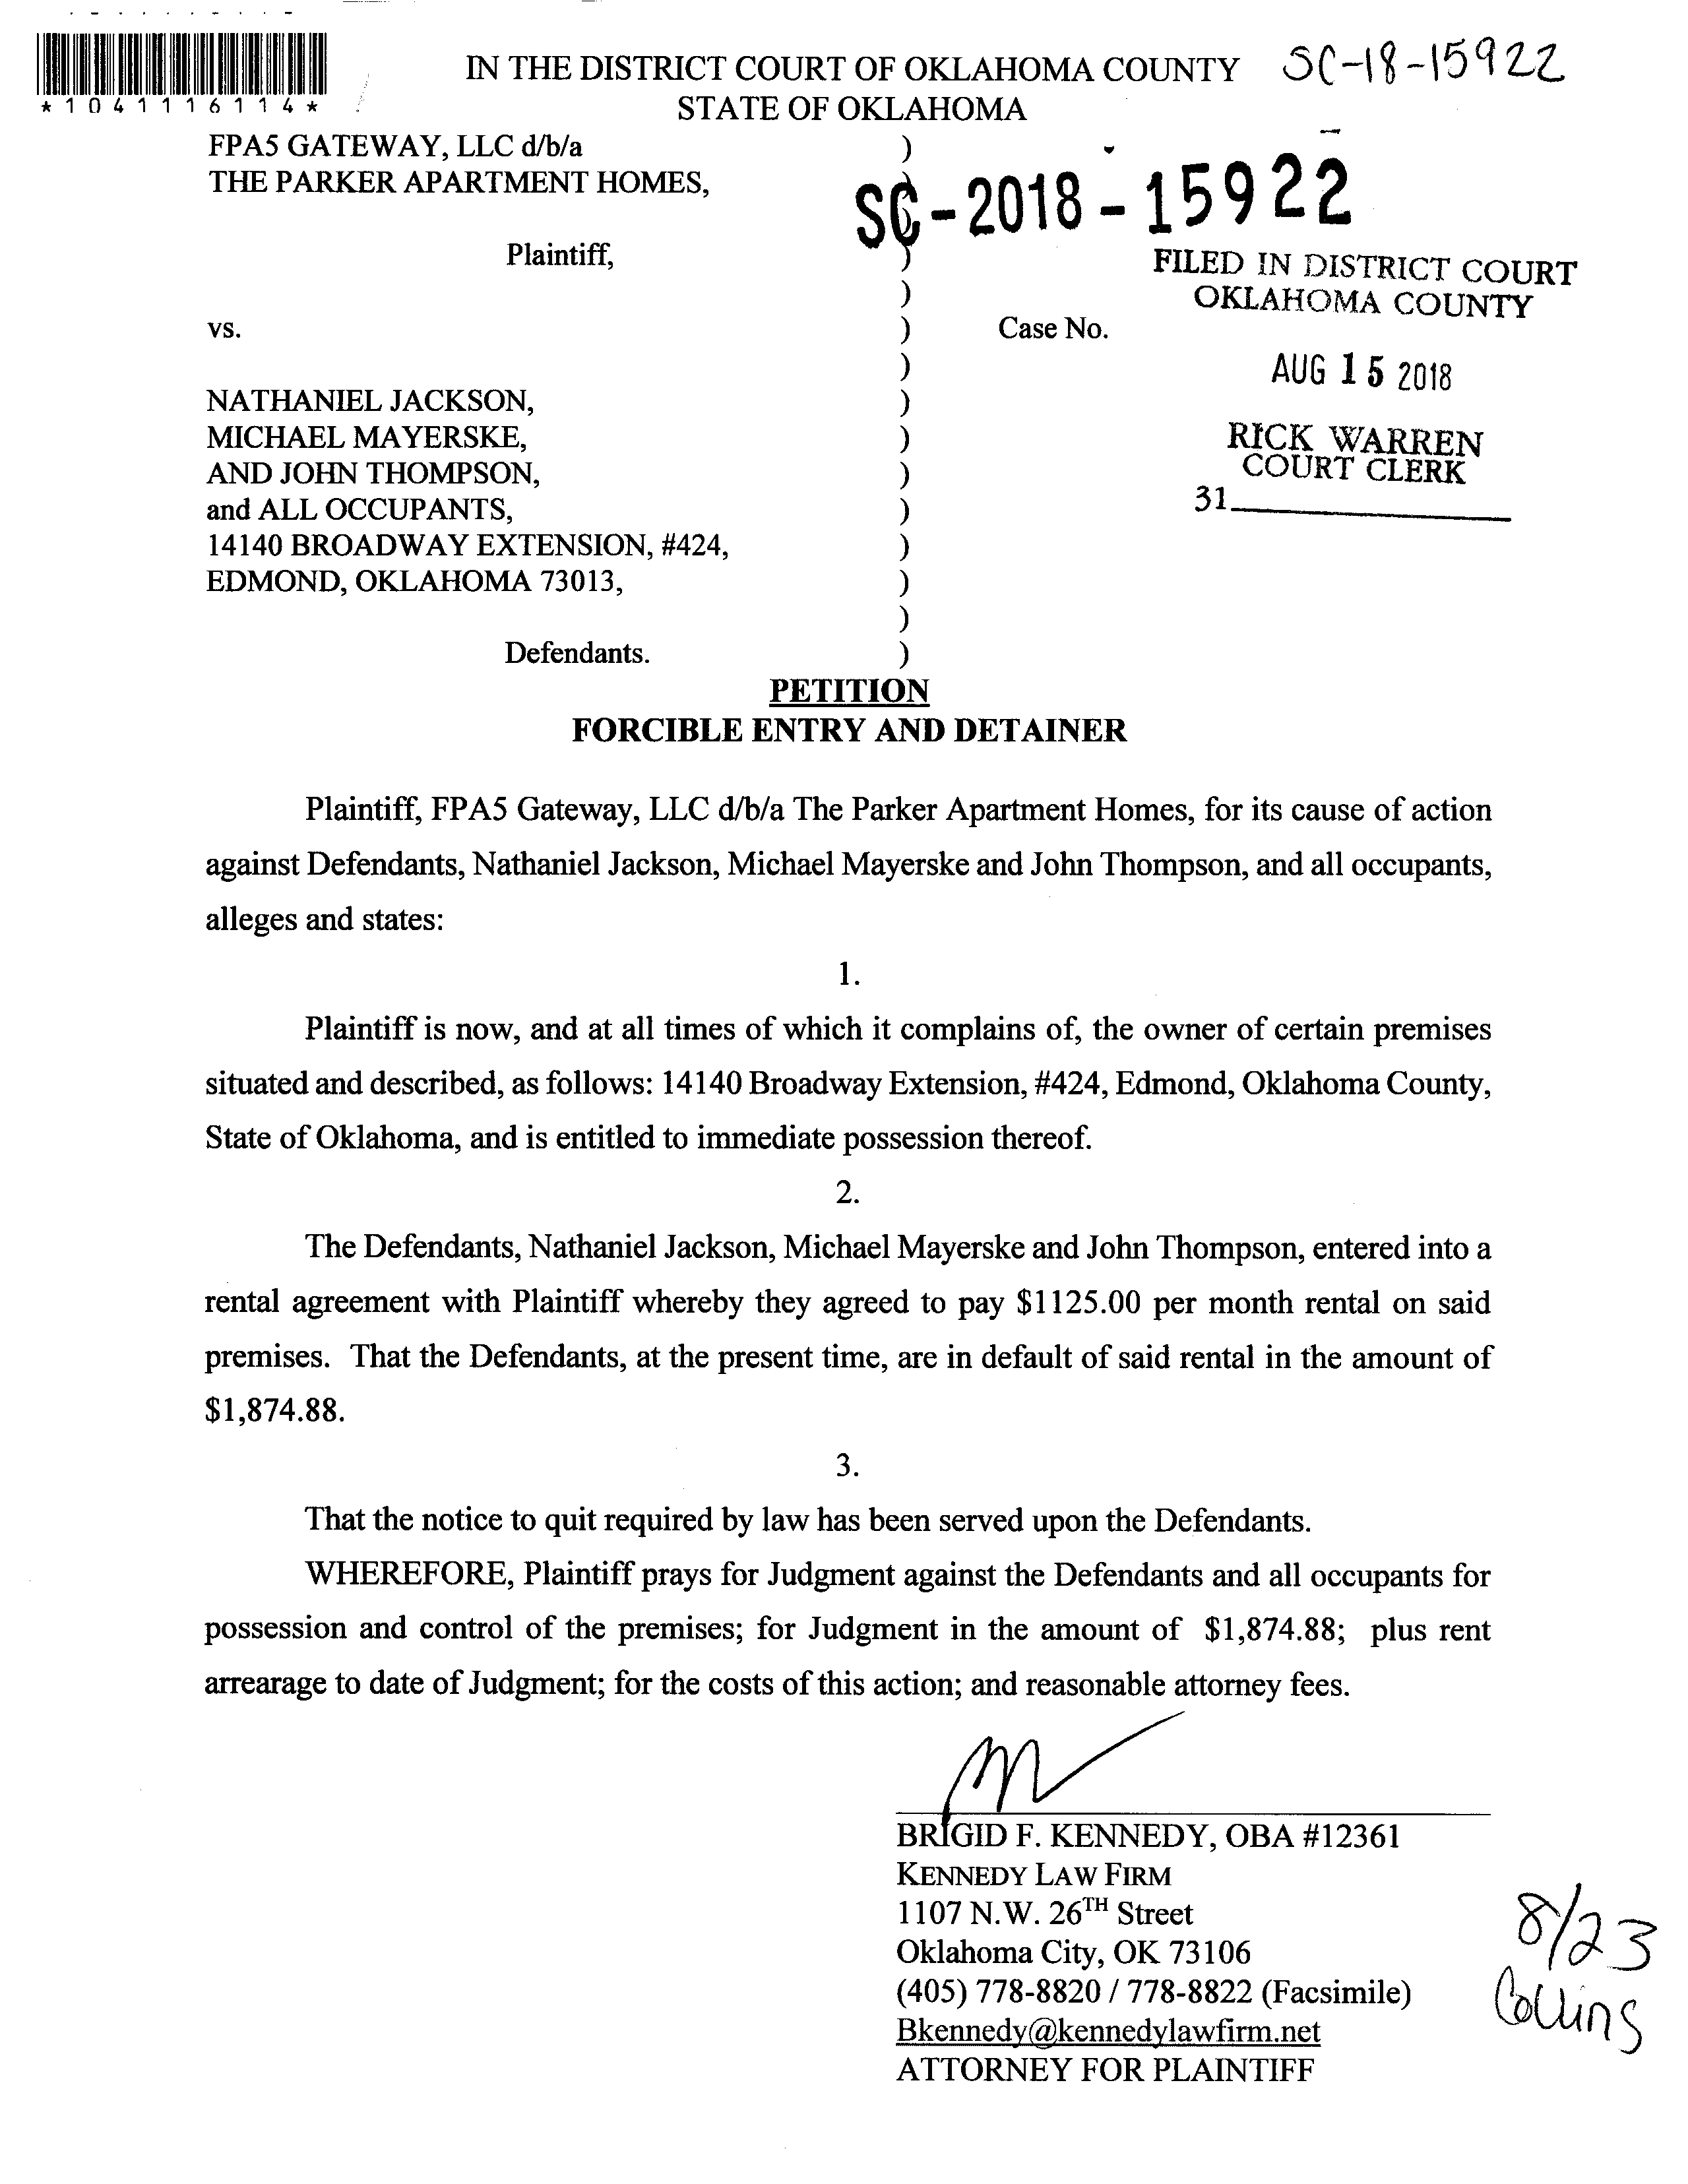 *1041116114*
IN THE DISTRICT COURT OF OKLAHOMA COUNTY SC-18-15922
STATE OF OKLAHOMA
FPA5 GATEWAY, LLC d/b/a )
THE PARKER APARTMENT HOMES, )
SC-2018-15922
Plaintiff, )
FILED IN DISTRICT COURT
OKLAHOMA COUNTY
)
vs. ) Case No.
)
AUG 15 2018
NATHANIEL JACKSON, )
MICHAEL MAYERSKE, )
RICK WARREN
COURT CLERK
AND JOHN THOMPSON, )
31
and ALL OCCUPANTS, )
14140 BROADWAY EXTENSION, #424, )
EDMOND, OKLAHOMA 73013, )
)
Defendants. )
PETITION
FORCIBLE ENTRY AND DETAINER
Plaintiff, FPA5 Gateway, LLC d/b/a The Parker Apartment Homes, for its cause of action
against Defendants, Nathaniel Jackson, Michael Mayerske and John Thompson, and all occupants,
alleges and states:
1.
Plaintiff is now, and at all times of which it complains of, the owner of certain premises
situated and described, as follows: 14140 Broadway Extension, #424, Edmond, Oklahoma County,
State of Oklahoma, and is entitled to immediate possession thereof.
2.
The Defendants, Nathaniel Jackson, Michael Mayerske and John Thompson, entered into a
rental agreement with Plaintiff whereby they agreed to pay $1125.00 per month rental on said
premises. That the Defendants, at the present time, are in default of said rental in the amount of
$1,874.88.
3.
That the notice to quit required by law has been served upon the Defendants.
WHEREFORE, Plaintiff prays for Judgment against the Defendants and all occupants for
possession and control of the premises; for Judgment in the amount of $1,874.88; plus rent
arrearage to date of Judgment; for the costs of this action; and reasonable attorney fees.
BRIGID F. KENNEDY, OBA #12361
KENNEDY LAW FIRM
1107 N.W. 26TH Street
Oklahoma City, OK 73106
(405) 778-8820 / 778-8822 (Facsimile)
Bkennedy@kennedylawfirm.net
ATTORNEY FOR PLAINTIFF
8/23
Collins